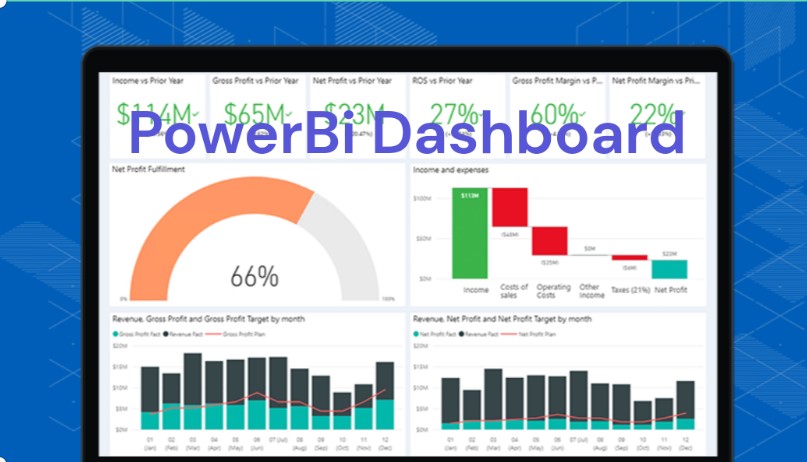 Income vs Prior Year
Gross Profit vs Prior Year
Net Profit vs Prior Year
ROS vs Prior Year
Gross Profit Margin vs P...
Net Profit Margin vs Pri...
$114M
$65M
$23M
27%
60%
22%
PowerBi Dashboard
Net Profit Fulfillment
66%
0%
100%
Income and expenses
$100M
$50M
$0M
$113M
$0M
$23M
Income
Costs of sales
Operating Costs
Other Income
Taxes (21%)
Net Profit
Revenue, Gross Profit and Gross Profit Target by month
Gross Profit Fact
Revenue Fact
Gross Profit Plan
$20M
$15M
$10M
$5M
$0M
01 (Jan)
02 (Feb)
03 (Mar)
04 (Apr)
05 (May)
06 (Jun)
07 (Jul)
08 (Aug)
09 (Sep)
10 (Oct)
11 (Nov)
12 (Dec)
Revenue, Net Profit and Net Profit Target by month
Net Profit Fact
Revenue Fact
Net Profit Plan
$20M
$15M
$10M
$5M
$0M
01 (Jan)
02 (Feb)
03 (Mar)
04 (Apr)
05 (May)
06 (Jun)
07 (Jul)
08 (Aug)
09 (Sep)
10 (Oct)
11 (Nov)
12 (Dec)